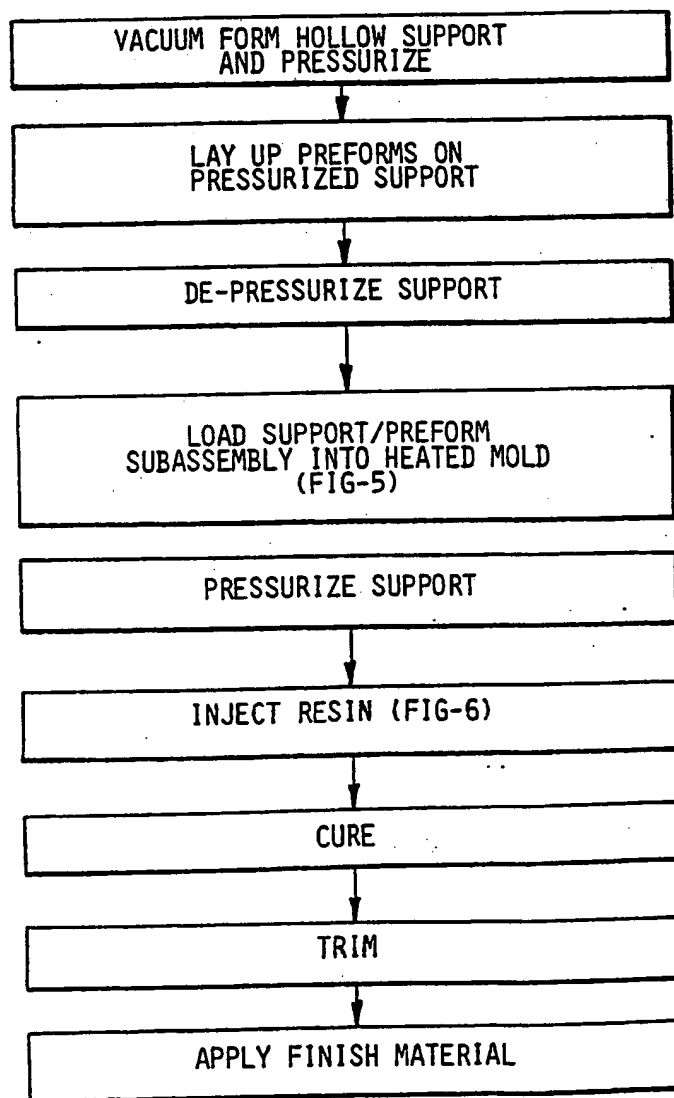 VACUUM FORM HOLLOW SUPPORT
AND PRESSURIZE
LAY UP PREFORMS ON
PRESSURIZED SUPPORT
DE-PRESSURIZE SUPPORT
LOAD SUPPORT/PREFORM
SUBASSEMBLY INTO HEATED MOLD
(FIG-5)
PRESSURIZE SUPPORT
INJECT RESIN (FIG-6)
CURE
TRIM
APPLY FINISH MATERIAL